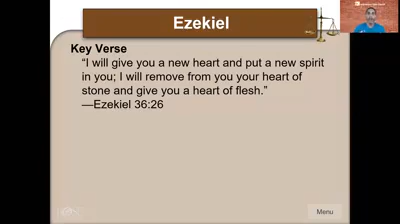 Ezekiel
Key Verse
“I will give you a new heart and put a new spirit
in you; I will remove from you your heart of
stone and give you a heart of flesh.”
—Ezekiel 36:26
Menu